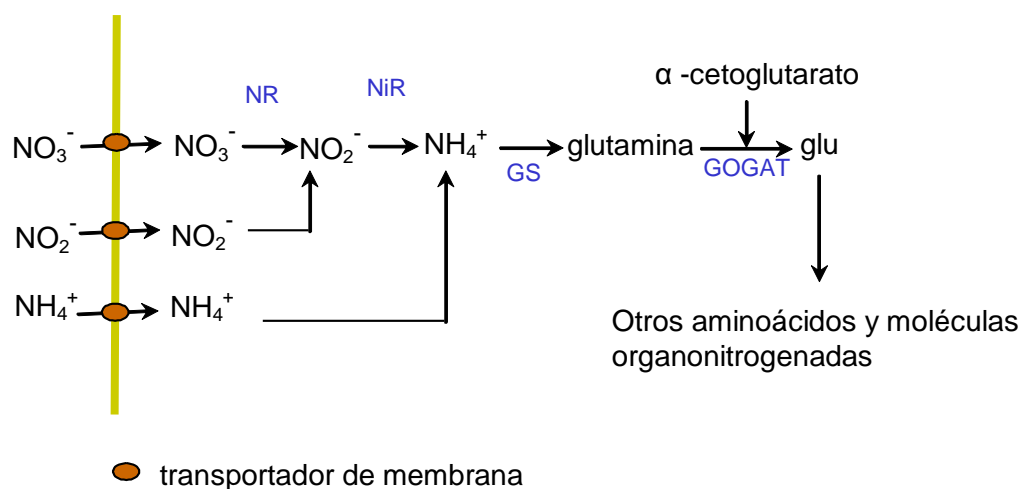 α -cetoglutarato
NR
NiR
NO₃⁻ NO₃⁻ NO₂⁻ NH₄⁺ glutamina glu
GS
GOGAT
NO₂⁻ NO₂⁻
NH₄⁺ NH₄⁺
Otros aminoácidos y moléculas
organonitrogenadas
transportador de membrana